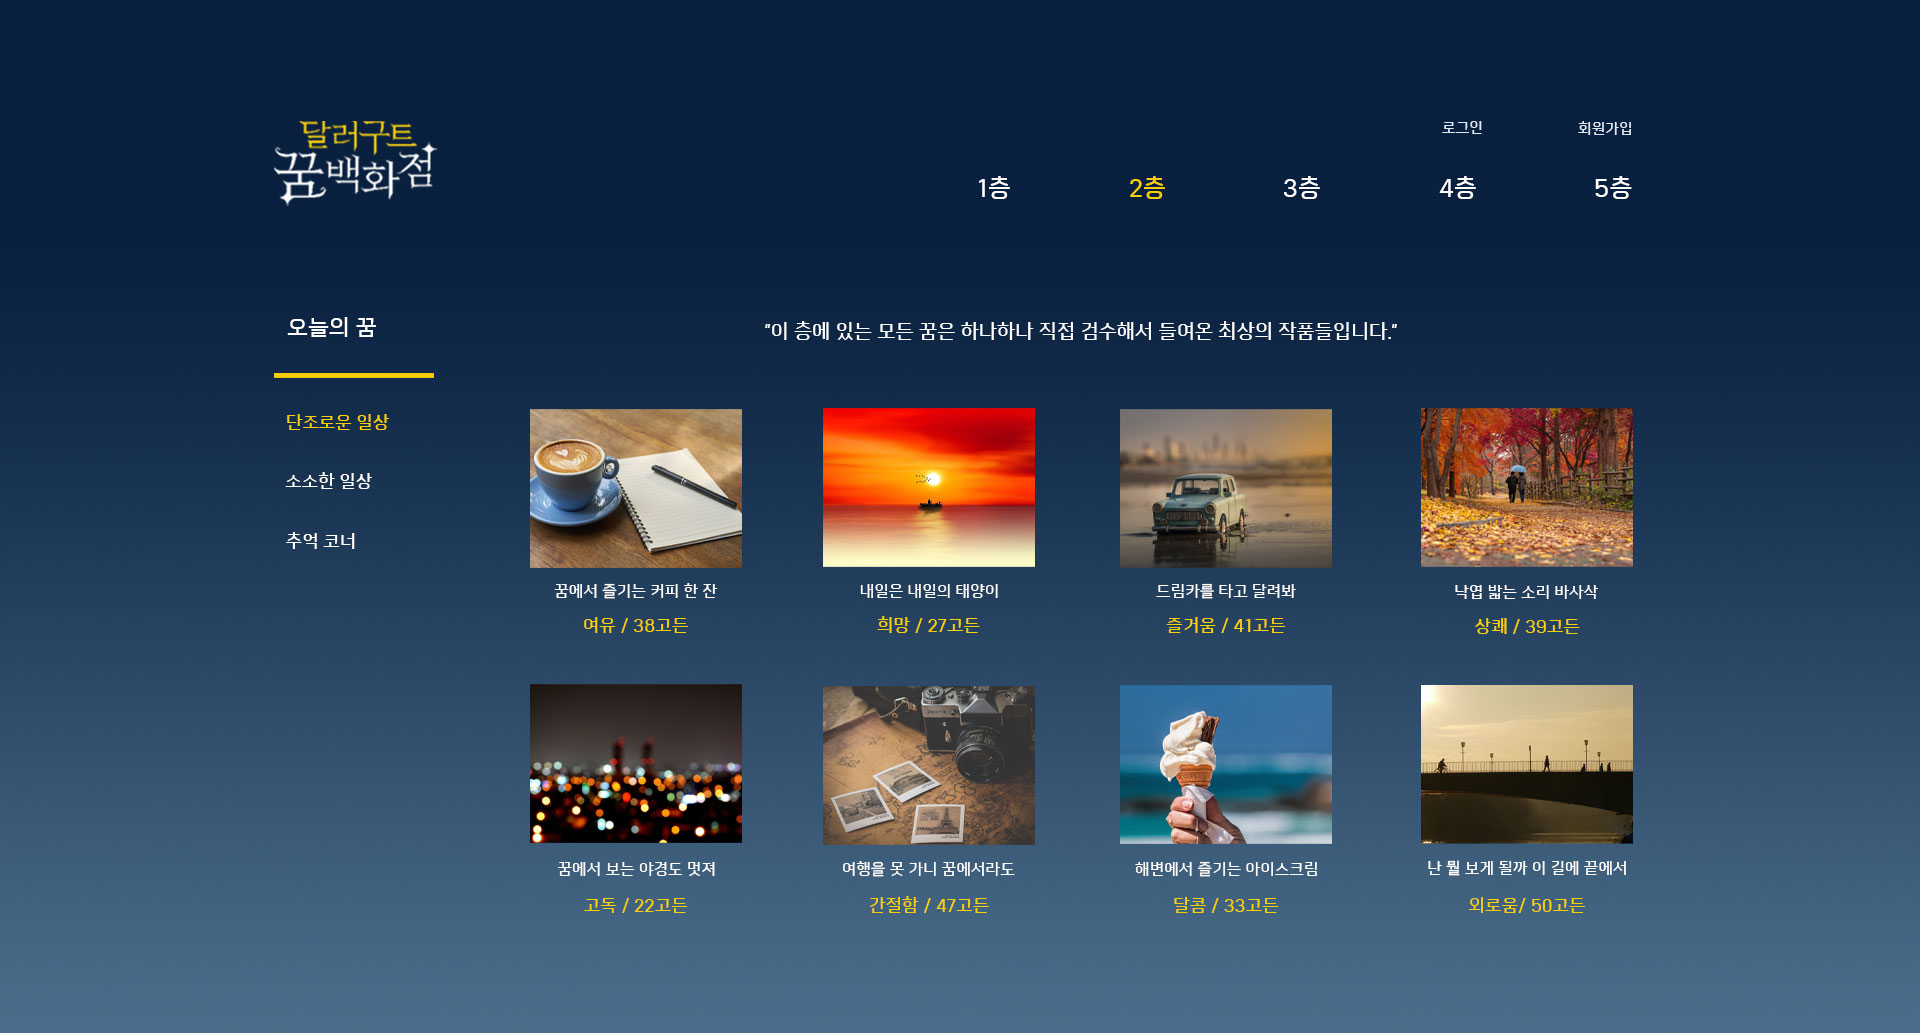 달러구트
꿈백화점
로그인
회원가입
1층
2층
3층
4층
5층
오늘의 꿈
단조로운 일상
소소한 일상
추억 코너
"이 층에 있는 모든 꿈은 하나하나 직접 검수해서 들여온 최상의 작품들입니다."
꿈에서 즐기는 커피 한 잔
여유 / 38고든
내일은 내일의 태양이
희망 / 27고든
드림카를 타고 달려봐
즐거움 / 41고든
낙엽 밟는 소리 바사삭
상쾌 / 39고든
꿈에서 보는 야경도 멋져
고독 / 22고든
여행을 못 가니 꿈에서라도
간절함 / 47고든
해변에서 즐기는 아이스크림
달콤 / 33고든
난 뭘 보게 될까 이 길에 끝에서
외로움/ 50고든